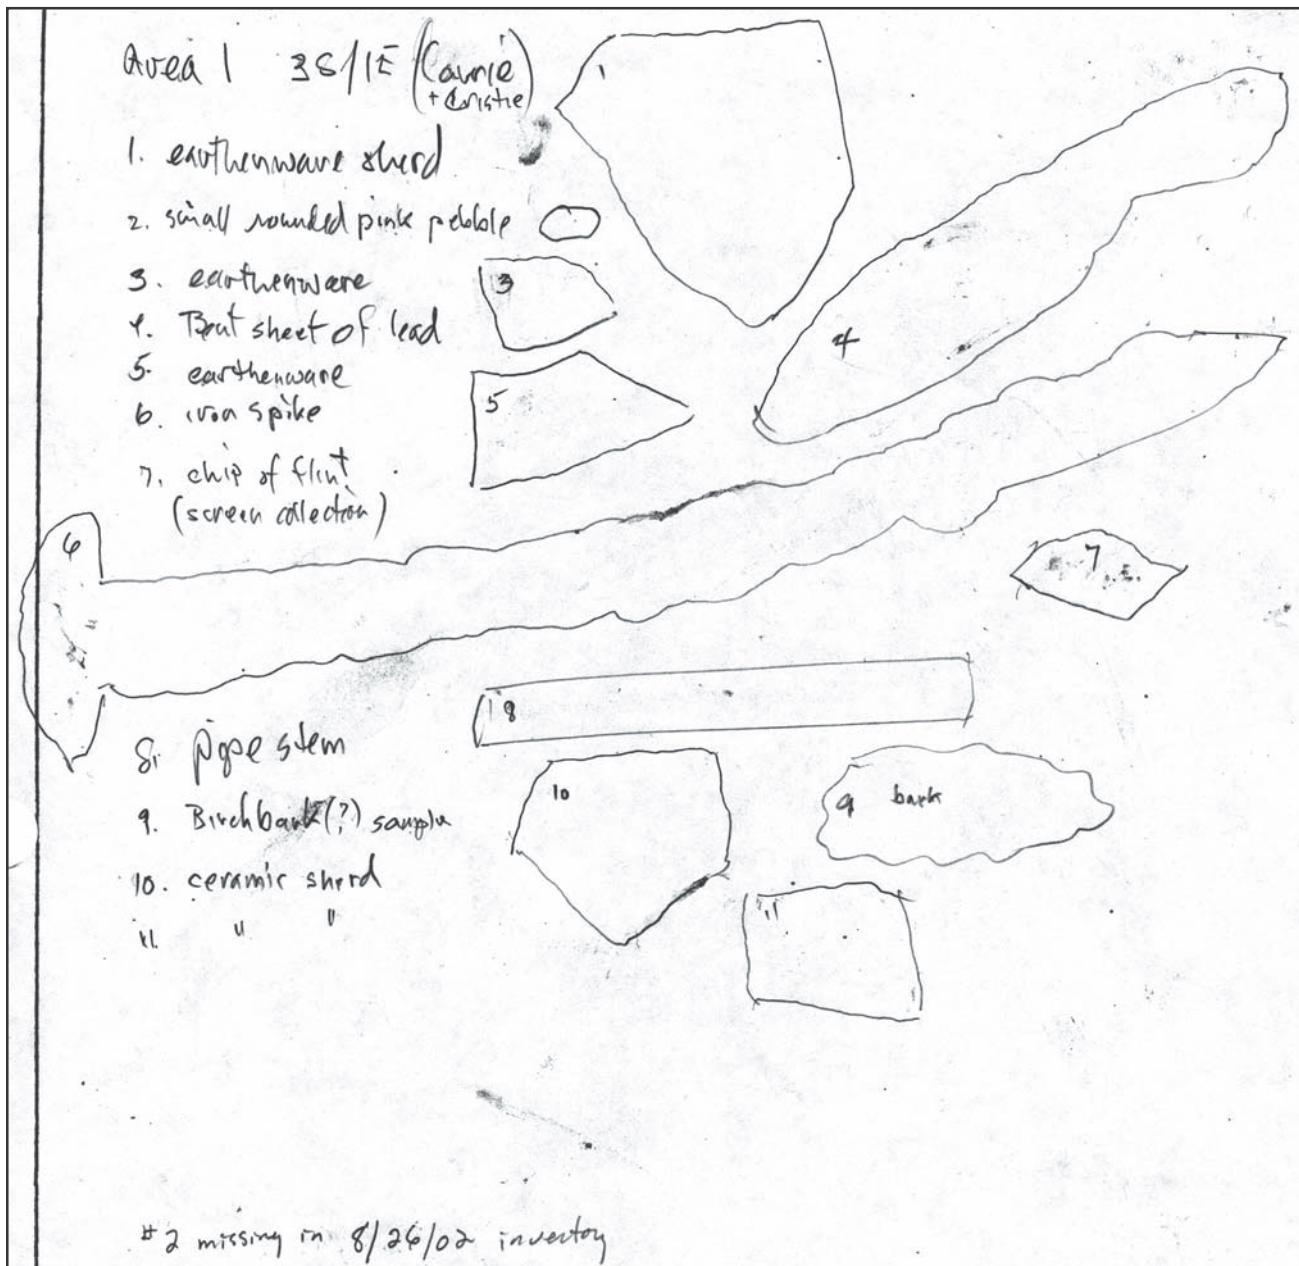 Area 1 3S/1E (Caurie
+ Cristie)
1. earthenware sherd
2. small rounded pink pebble
3. earthenware
4. Bent sheet of lead
5. earthenware
6. iron spike
7. chip of flint
(screen collection)
8. pipe stem
9. Birchbark(?) sample
10. ceramic sherd
11. " "
1
3
4
5
6
7
8
10
9 bark
11
#2 missing in 8/26/02 inventory